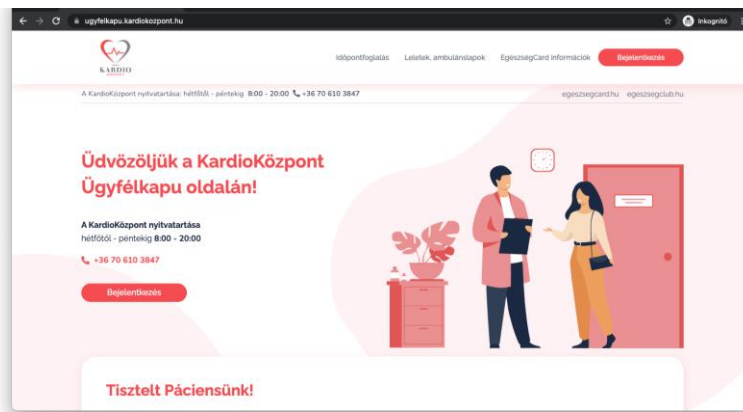 ugyfelkapu.kardiokozpont.hu
Inkognitó
KARDIO
Időpontfoglalás Leletek, ambulánslapok EgészségCard információk Bejelentkezés
A KardioKözpont nyitvatartása: hétfőtől - péntekig 8:00 - 20:00 +36 70 610 3847 egeszsegcard.hu egeszsegclub.hu
Üdvözöljük a KardioKözpont
Ügyfélkapu oldalán!
A KardioKözpont nyitvatartása
hétfőtől - péntekig 8:00 - 20:00
+36 70 610 3847
Bejelentkezés
Tisztelt Páciensünk!